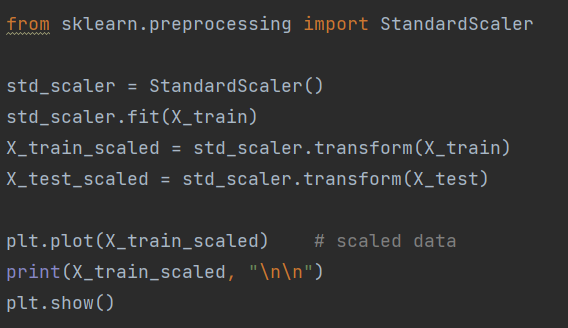 from sklearn.preprocessing import StandardScaler
std_scaler = StandardScaler()
std_scaler.fit(X_train)
X_train_scaled = std_scaler.transform(X_train)
X_test_scaled = std_scaler.transform(X_test)
plt.plot(X_train_scaled)    # scaled data
print(X_train_scaled, "\n\n")
plt.show()